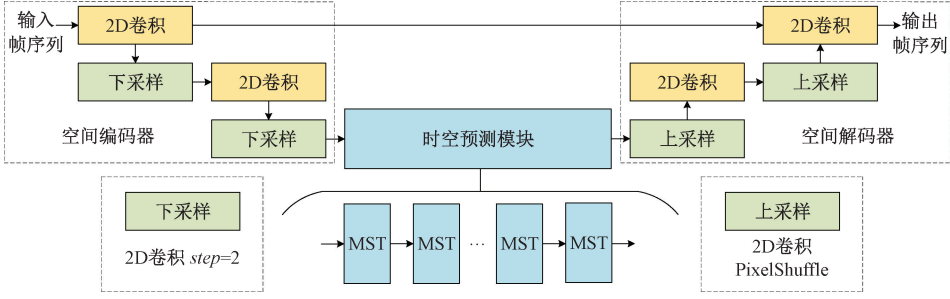 输入
帧序列
2D卷积
下采样
2D卷积
下采样
空间编码器
时空预测模块
2D卷积
输出
帧序列
2D卷积
上采样
上采样
空间解码器
下采样
2D卷积 step=2
MST
MST
...
MST
MST
上采样
2D卷积
PixelShuffle